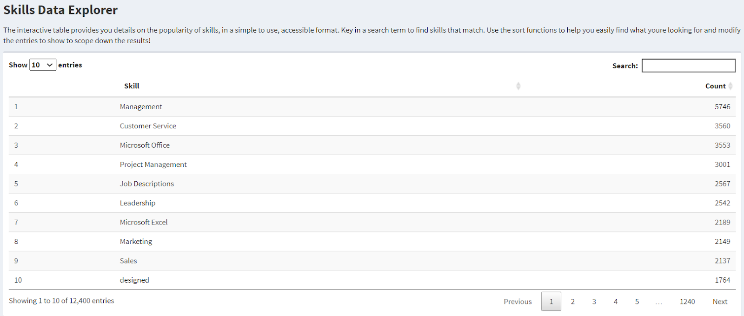 Skills Data Explorer
The interactive table provides you details on the popularity of skills, in a simple to use, accessible format. Key in a search term to find skills that match. Use the sort functions to help you easily find what youre looking for and modify
the entries to show to scope down the results!
Show 10 entries Search:
Skill Count
1 Management 5746
2 Customer Service 3560
3 Microsoft Office 3553
4 Project Management 3001
5 Job Descriptions 2567
6 Leadership 2542
7 Microsoft Excel 2189
8 Marketing 2149
9 Sales 2137
10 designed 1764
Showing 1 to 10 of 12,400 entries Previous 1 2 3 4 5 … 1240 Next